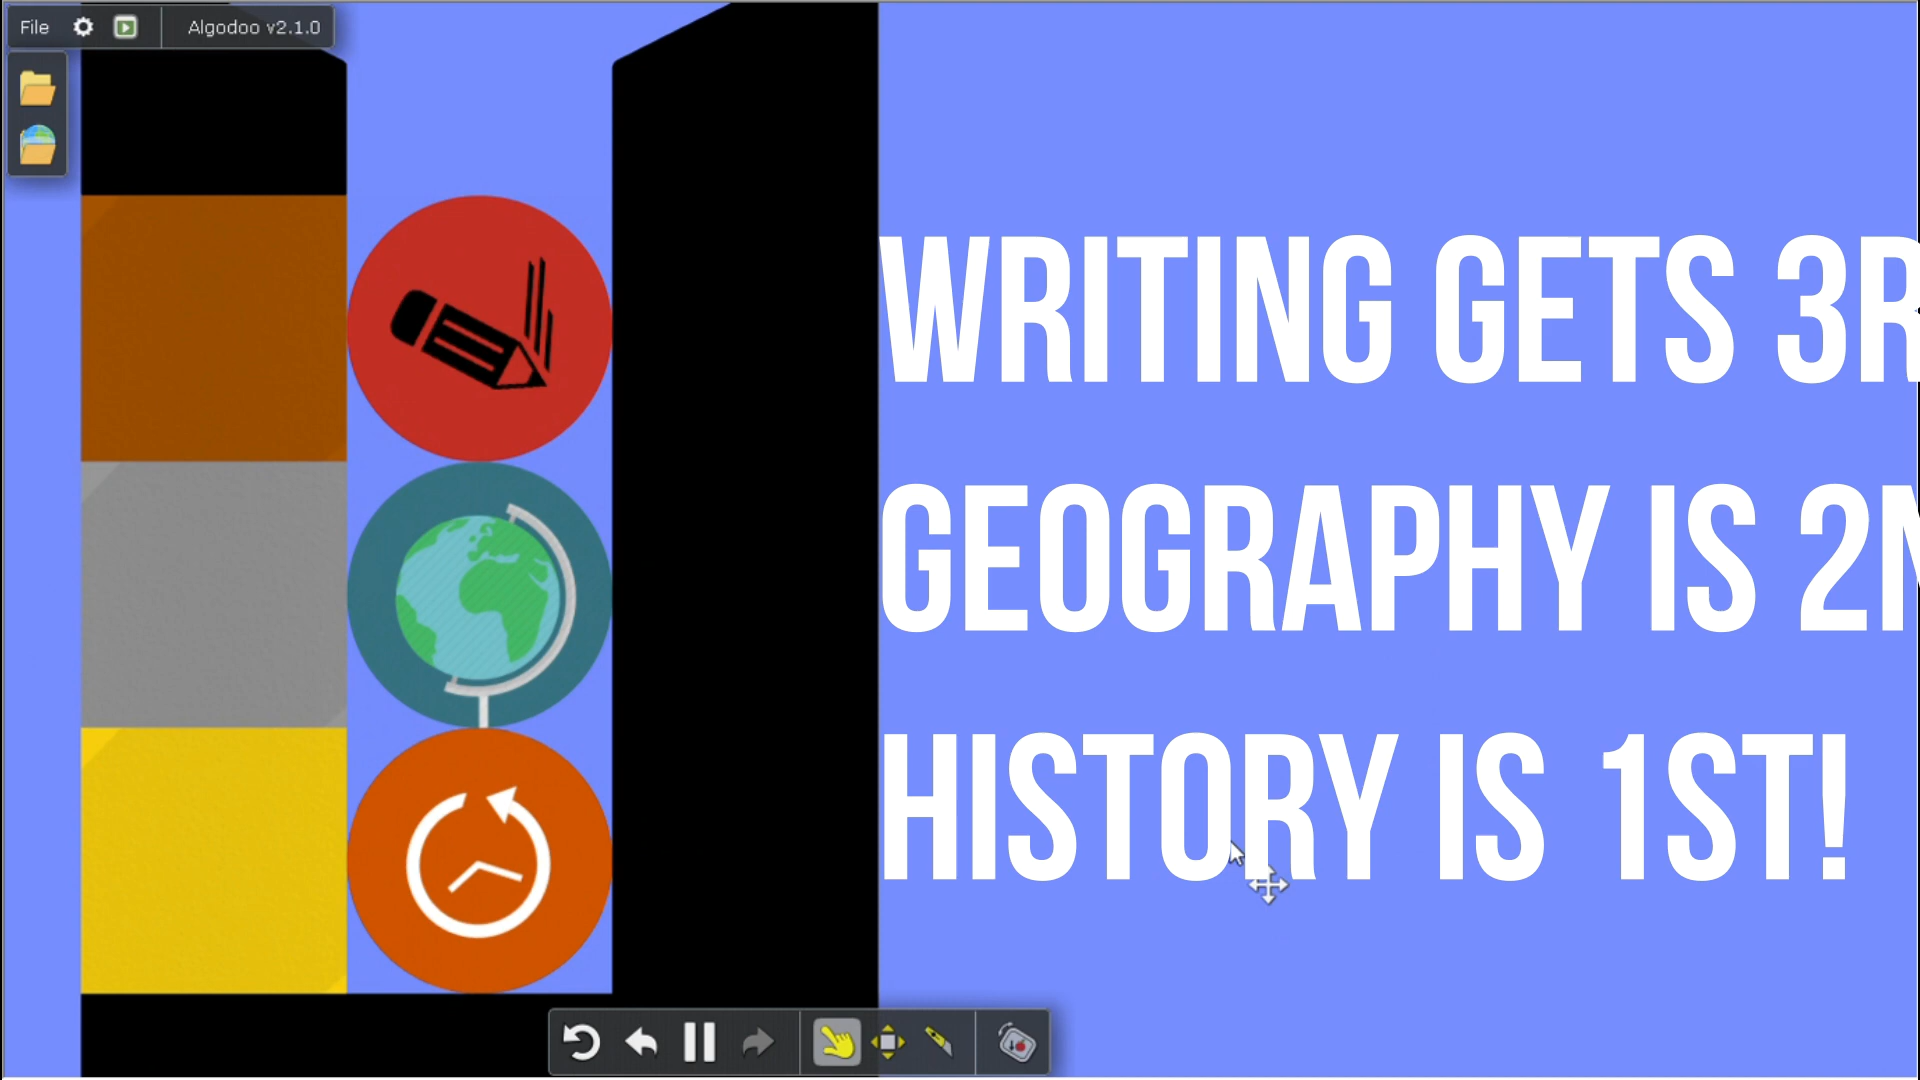 File Algodoo v2.1.0
WRITING GETS 3R
GEOGRAPHY IS 2N
HISTORY IS 1ST!